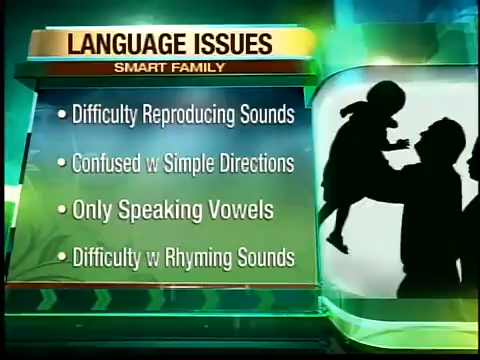 LANGUAGE ISSUES
SMART FAMILY
• Difficulty Reproducing Sounds
• Confused w Simple Directions
• Only Speaking Vowels
• Difficulty w Rhyming Sounds